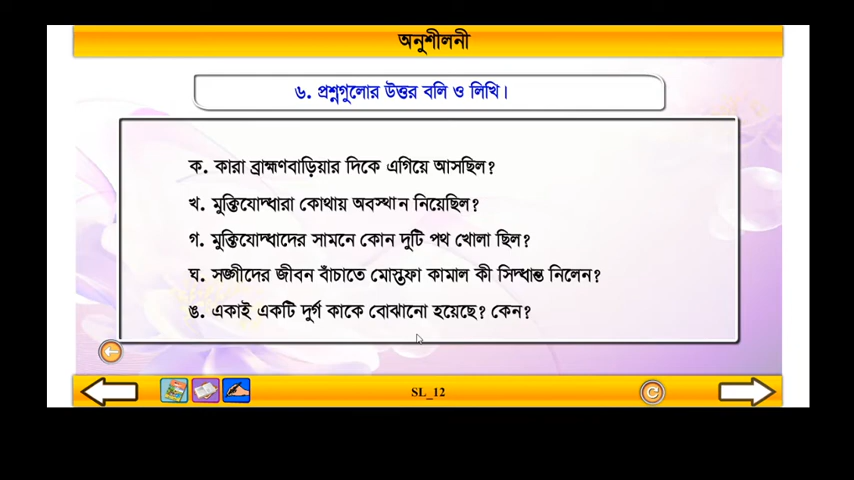 অনুশীলনী
৬. প্রশ্নগুলোর উত্তর বলি ও লিখি।
ক. কারা ব্রাহ্মণবাড়িয়ার দিকে এগিয়ে আসছিল?
খ. মুক্তিযোদ্ধারা কোথায় অবস্থান নিয়েছিল?
গ. মুক্তিযোদ্ধাদের সামনে কোন দুটি পথ খোলা ছিল?
ঘ. সঙ্গীদের জীবন বাঁচাতে মোস্তফা কামাল কী সিদ্ধান্ত নিলেন?
ঙ. একাই একটি দুর্গ কাকে বোঝানো হয়েছে? কেন?
SL_12